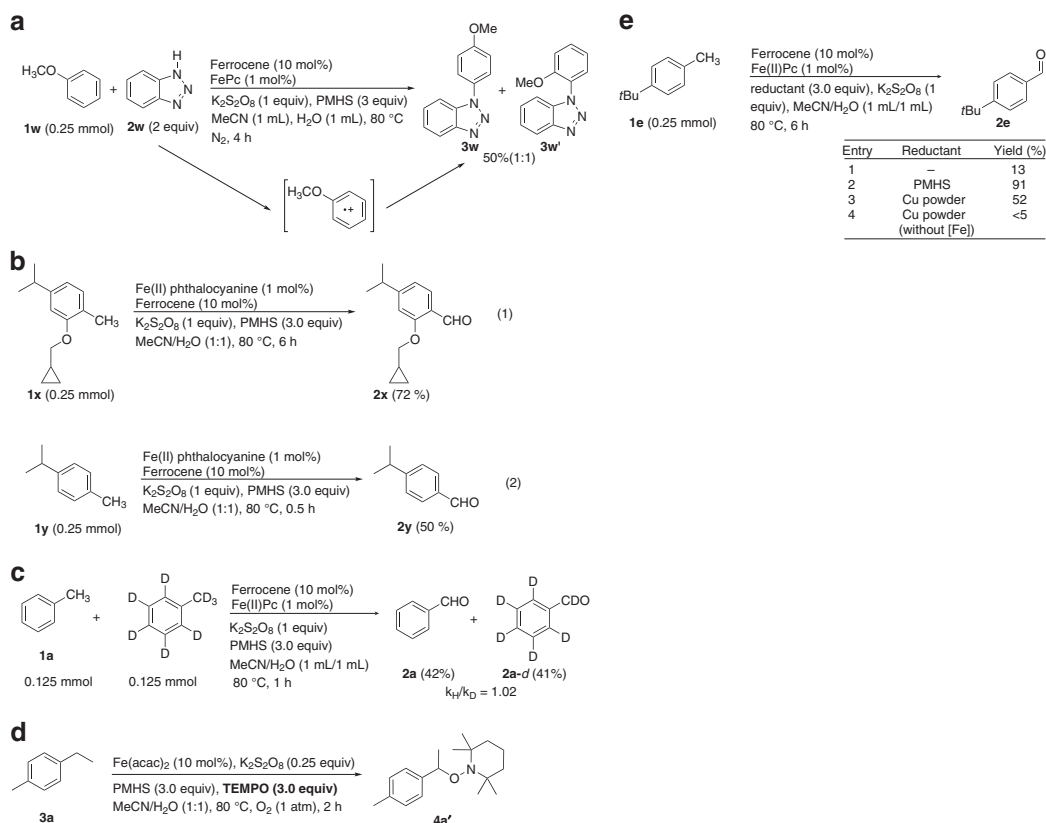 a
H₃CO
+
H
N
N
N
1w (0.25 mmol)
2w (2 equiv)
Ferrocene (10 mol%)
FePc (1 mol%)
K₂S₂O₈ (1 equiv), PMHS (3 equiv)
MeCN (1 mL), H₂O (1 mL), 80 °C
N₂, 4 h
OMe
N
N
N
3w
+
MeO
N
N
N
3w'
50%(1:1)
H₃CO
•+
b
CH₃
O
1x (0.25 mmol)
Fe(II) phthalocyanine (1 mol%)
Ferrocene (10 mol%)
K₂S₂O₈ (1 equiv), PMHS (3.0 equiv)
MeCN/H₂O (1:1), 80 °C, 6 h
CHO
O
2x (72 %)
(1)
CH₃
1y (0.25 mmol)
Fe(II) phthalocyanine (1 mol%)
Ferrocene (10 mol%)
K₂S₂O₈ (1 equiv), PMHS (3.0 equiv)
MeCN/H₂O (1:1), 80 °C, 0.5 h
CHO
2y (50 %)
(2)
c
CH₃
1a
0.125 mmol
+
D
D
CD₃
D
D
D
0.125 mmol
Ferrocene (10 mol%)
Fe(II)Pc (1 mol%)
K₂S₂O₈ (1 equiv)
PMHS (3.0 equiv)
MeCN/H₂O (1 mL/1 mL)
80 °C, 1 h
CHO
2a (42%)
+
D
D
CDO
D
D
D
2a-d (41%)
k_H/k_D = 1.02
d
3a
Fe(acac)₂ (10 mol%), K₂S₂O₈ (0.25 equiv)
PMHS (3.0 equiv), TEMPO (3.0 equiv)
MeCN/H₂O (1:1), 80 °C, O₂ (1 atm), 2 h
O
N
4a′
e
CH₃
tBu
1e (0.25 mmol)
Ferrocene (10 mol%)
Fe(II)Pc (1 mol%)
reductant (3.0 equiv), K₂S₂O₈ (1
equiv), MeCN/H₂O (1 mL/1 mL)
80 °C, 6 h
O
tBu
2e
Entry Reductant Yield (%)
1 – 13
2 PMHS 91
3 Cu powder 52
4 Cu powder <5
(without [Fe])